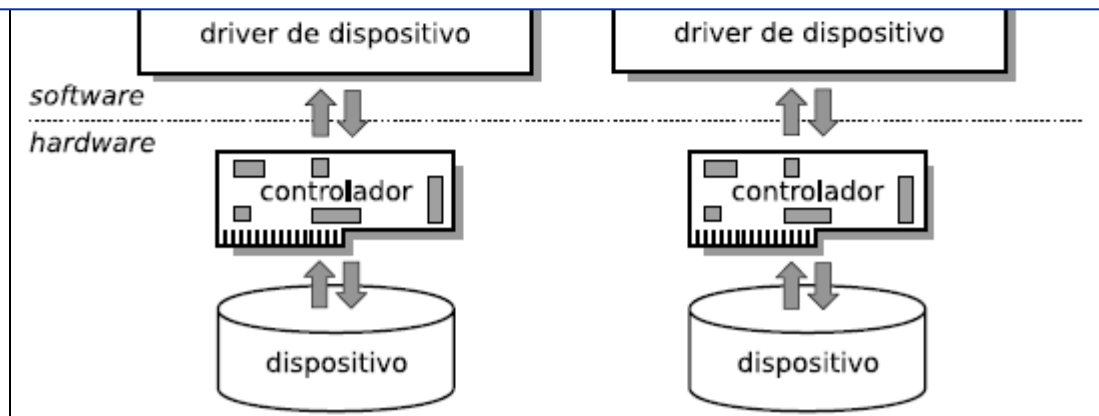 driver de dispositivo driver de dispositivo
software
hardware
controlador controlador
dispositivo dispositivo